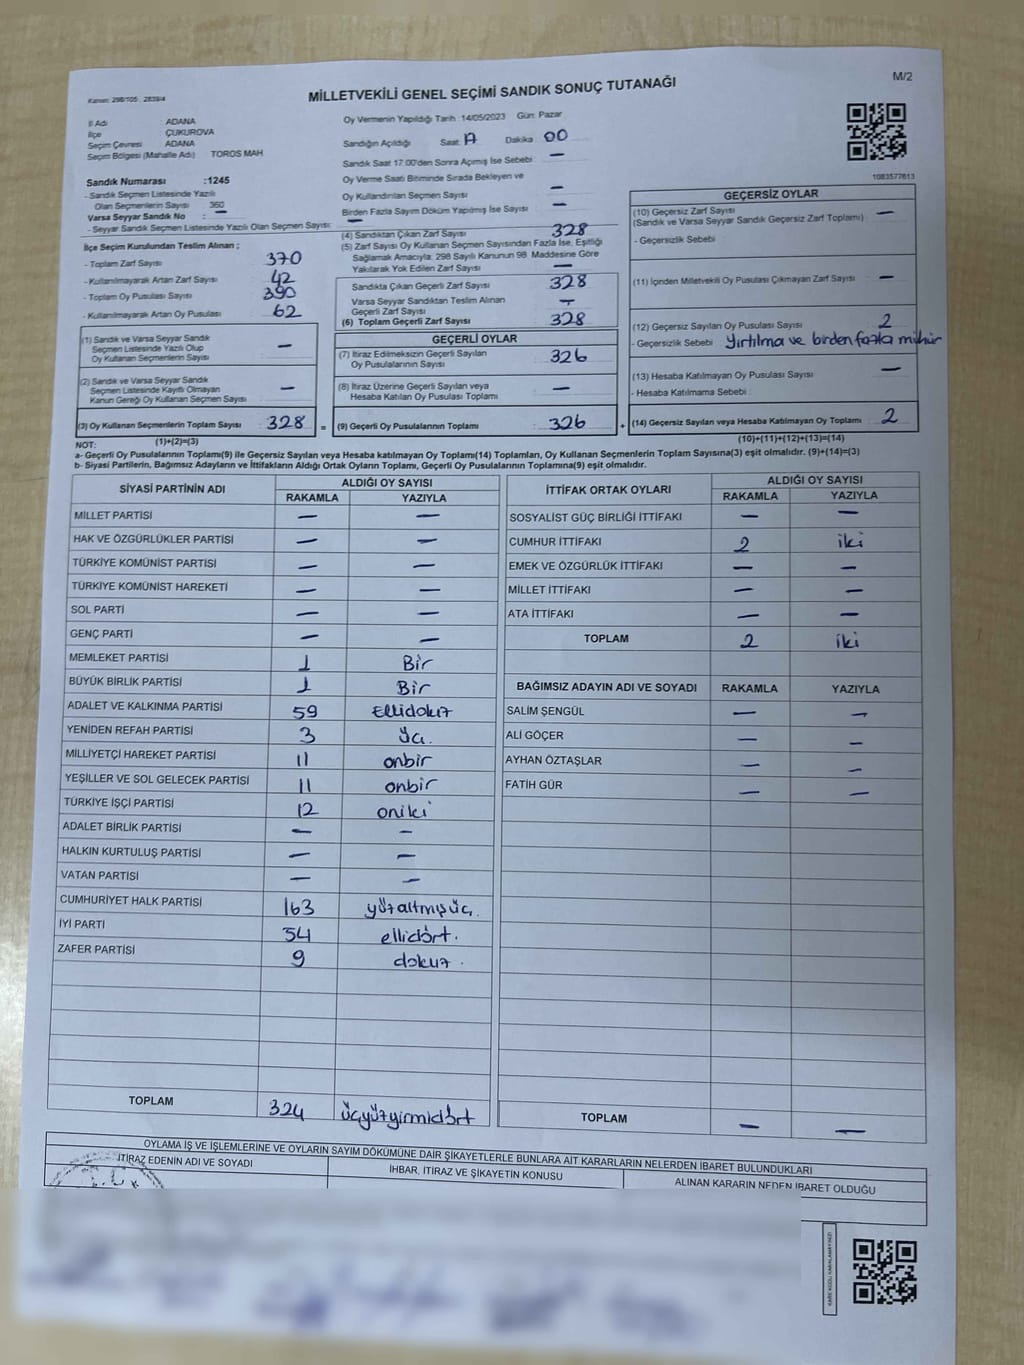 Kanun: 298/105 2839/4
MİLLETVEKİLİ GENEL SEÇİMİ SANDIK SONUÇ TUTANAĞI
M/2
İl Adı ADANA
İlçe ÇUKUROVA
Seçim Çevresi ADANA
Seçim Bölgesi (Mahalle Adı) TOROS MAH
Sandık Numarası :1245
- Sandık Seçmen Listesinde Yazılı
Olan Seçmenlerin Sayısı 360
Varsa Seyyar Sandık No : —
- Seyyar Sandık Seçmen Listesinde Yazılı Olan Seçmen Sayısı —
İlçe Seçim Kurulundan Teslim Alınan ;
- Toplam Zarf Sayısı 370
- Kullanılmayarak Artan Zarf Sayısı 42
- Toplam Oy Pusulası Sayısı 390
- Kullanılmayarak Artan Oy Pusulası 62
Oy Vermenin Yapıldığı Tarih : 14/05/2023 Gün: Pazar
Sandığın Açıldığı Saat: 17 Dakika 00
Sandık Saat 17:00'den Sonra Açımış İse Sebebi —
Oy Verme Saati Bitiminde Sırada Bekleyen ve
Oy Kullandırılan Seçmen Sayısı —
Birden Fazla Sayım Döküm Yapılmış İse Sayısı —
(4) Sandıktan Çıkan Zarf Sayısı 328
(5) Zarf Sayısı Oy Kullanan Seçmen Sayısından Fazla İse, Eşitliği
Sağlamak Amacıyla; 298 Sayılı Kanunun 98. Maddesine Göre
Yakılarak Yok Edilen Zarf Sayısı —
Sandıkta Çıkan Geçerli Zarf Sayısı 328
Varsa Seyyar Sandıktan Teslim Alınan
Geçerli Zarf Sayısı —
(6) Toplam Geçerli Zarf Sayısı 328
1083577613
GEÇERSİZ OYLAR
(10) Geçersiz Zarf Sayısı —
(Sandık ve Varsa Seyyar Sandık Geçersiz Zarf Toplamı)
- Geçersizlik Sebebi
(11) İçinden Milletvekili Oy Pusulası Çıkmayan Zarf Sayısı —
(12) Geçersiz Sayılan Oy Pusulası Sayısı 2
- Geçersizlik Sebebi Yırtılma ve birden fazla mühür
(13) Hesaba Katılmayan Oy Pusulası Sayısı —
- Hesaba Katılmama Sebebi :
(1) Sandık ve Varsa Seyyar Sandık
Seçmen Listesinde Yazılı Olup
Oy Kullanan Seçmenlerin Sayısı —
(2) Sandık ve Varsa Seyyar Sandık
Seçmen Listesinde Kayıtlı Olmayan
Kanun Gereği Oy Kullanan Seçmen Sayısı —
GEÇERLİ OYLAR
(7) İtiraz Edilmeksizin Geçerli Sayılan
Oy Pusulalarının Sayısı 326
(8) İtiraz Üzerine Geçerli Sayılan veya
Hesaba Katılan Oy Pusulası Toplamı —
(3) Oy Kullanan Seçmenlerin Toplam Sayısı 328 = (9) Geçerli Oy Pusulalarının Toplamı 326 + (14) Geçersiz Sayılan veya Hesaba Katılmayan Oy Toplamı 2
NOT: (1)+(2)=(3) (10)+(11)+(12)+(13)=(14)
a- Geçerli Oy Pusulalarının Toplamı(9) ile Geçersiz Sayılan veya Hesaba katılmayan Oy Toplamı(14) Toplamları, Oy Kullanan Seçmenlerin Toplam Sayısına(3) eşit olmalıdır. (9)+(14)=(3)
b- Siyasi Partilerin, Bağımsız Adayların ve İttifakların Aldığı Ortak Oyların Toplamı, Geçerli Oy Pusulalarının Toplamına(9) eşit olmalıdır.
SİYASİ PARTİNİN ADI ALDIĞI OY SAYISI
RAKAMLA YAZIYLA
MİLLET PARTİSİ — —
HAK VE ÖZGÜRLÜKLER PARTİSİ — —
TÜRKİYE KOMÜNİST PARTİSİ — —
TÜRKİYE KOMÜNİST HAREKETİ — —
SOL PARTİ — —
GENÇ PARTİ — —
MEMLEKET PARTİSİ 1 Bir
BÜYÜK BİRLİK PARTİSİ 1 Bir
ADALET VE KALKINMA PARTİSİ 59 Ellidokuz
YENİDEN REFAH PARTİSİ 3 Üç.
MİLLİYETÇİ HAREKET PARTİSİ 11 onbir
YEŞİLLER VE SOL GELECEK PARTİSİ 11 onbir
TÜRKİYE İŞÇİ PARTİSİ 12 oniki
ADALET BİRLİK PARTİSİ — —
HALKIN KURTULUŞ PARTİSİ — —
VATAN PARTİSİ — —
CUMHURİYET HALK PARTİSİ 163 yüzaltmışüç.
İYİ PARTİ 54 ellidört.
ZAFER PARTİSİ 9 dokuz.
TOPLAM 324 üçyüzyirmidört
İTTİFAK ORTAK OYLARI ALDIĞI OY SAYISI
RAKAMLA YAZIYLA
SOSYALİST GÜÇ BİRLİĞİ İTTİFAKI — —
CUMHUR İTTİFAKI 2 iki
EMEK VE ÖZGÜRLÜK İTTİFAKI — —
MİLLET İTTİFAKI — —
ATA İTTİFAKI — —
TOPLAM 2 iki
BAĞIMSIZ ADAYIN ADI VE SOYADI RAKAMLA YAZIYLA
SALİM ŞENGÜL — —
ALİ GÖÇER — —
AYHAN ÖZTAŞLAR — —
FATİH GÜR — —
TOPLAM — —
OYLAMA İŞ VE İŞLEMLERİNE VE OYLARIN SAYIM DÖKÜMÜNE DAİR ŞİKAYETLERLE BUNLARA AİT KARARLARIN NELERDEN İBARET BULUNDUKLARI
İTİRAZ EDENİN ADI VE SOYADI İHBAR, İTİRAZ VE ŞİKAYETİN KONUSU ALINAN KARARIN NEDEN İBARET OLDUĞU
KARE KODU KARALAMAYINIZ!